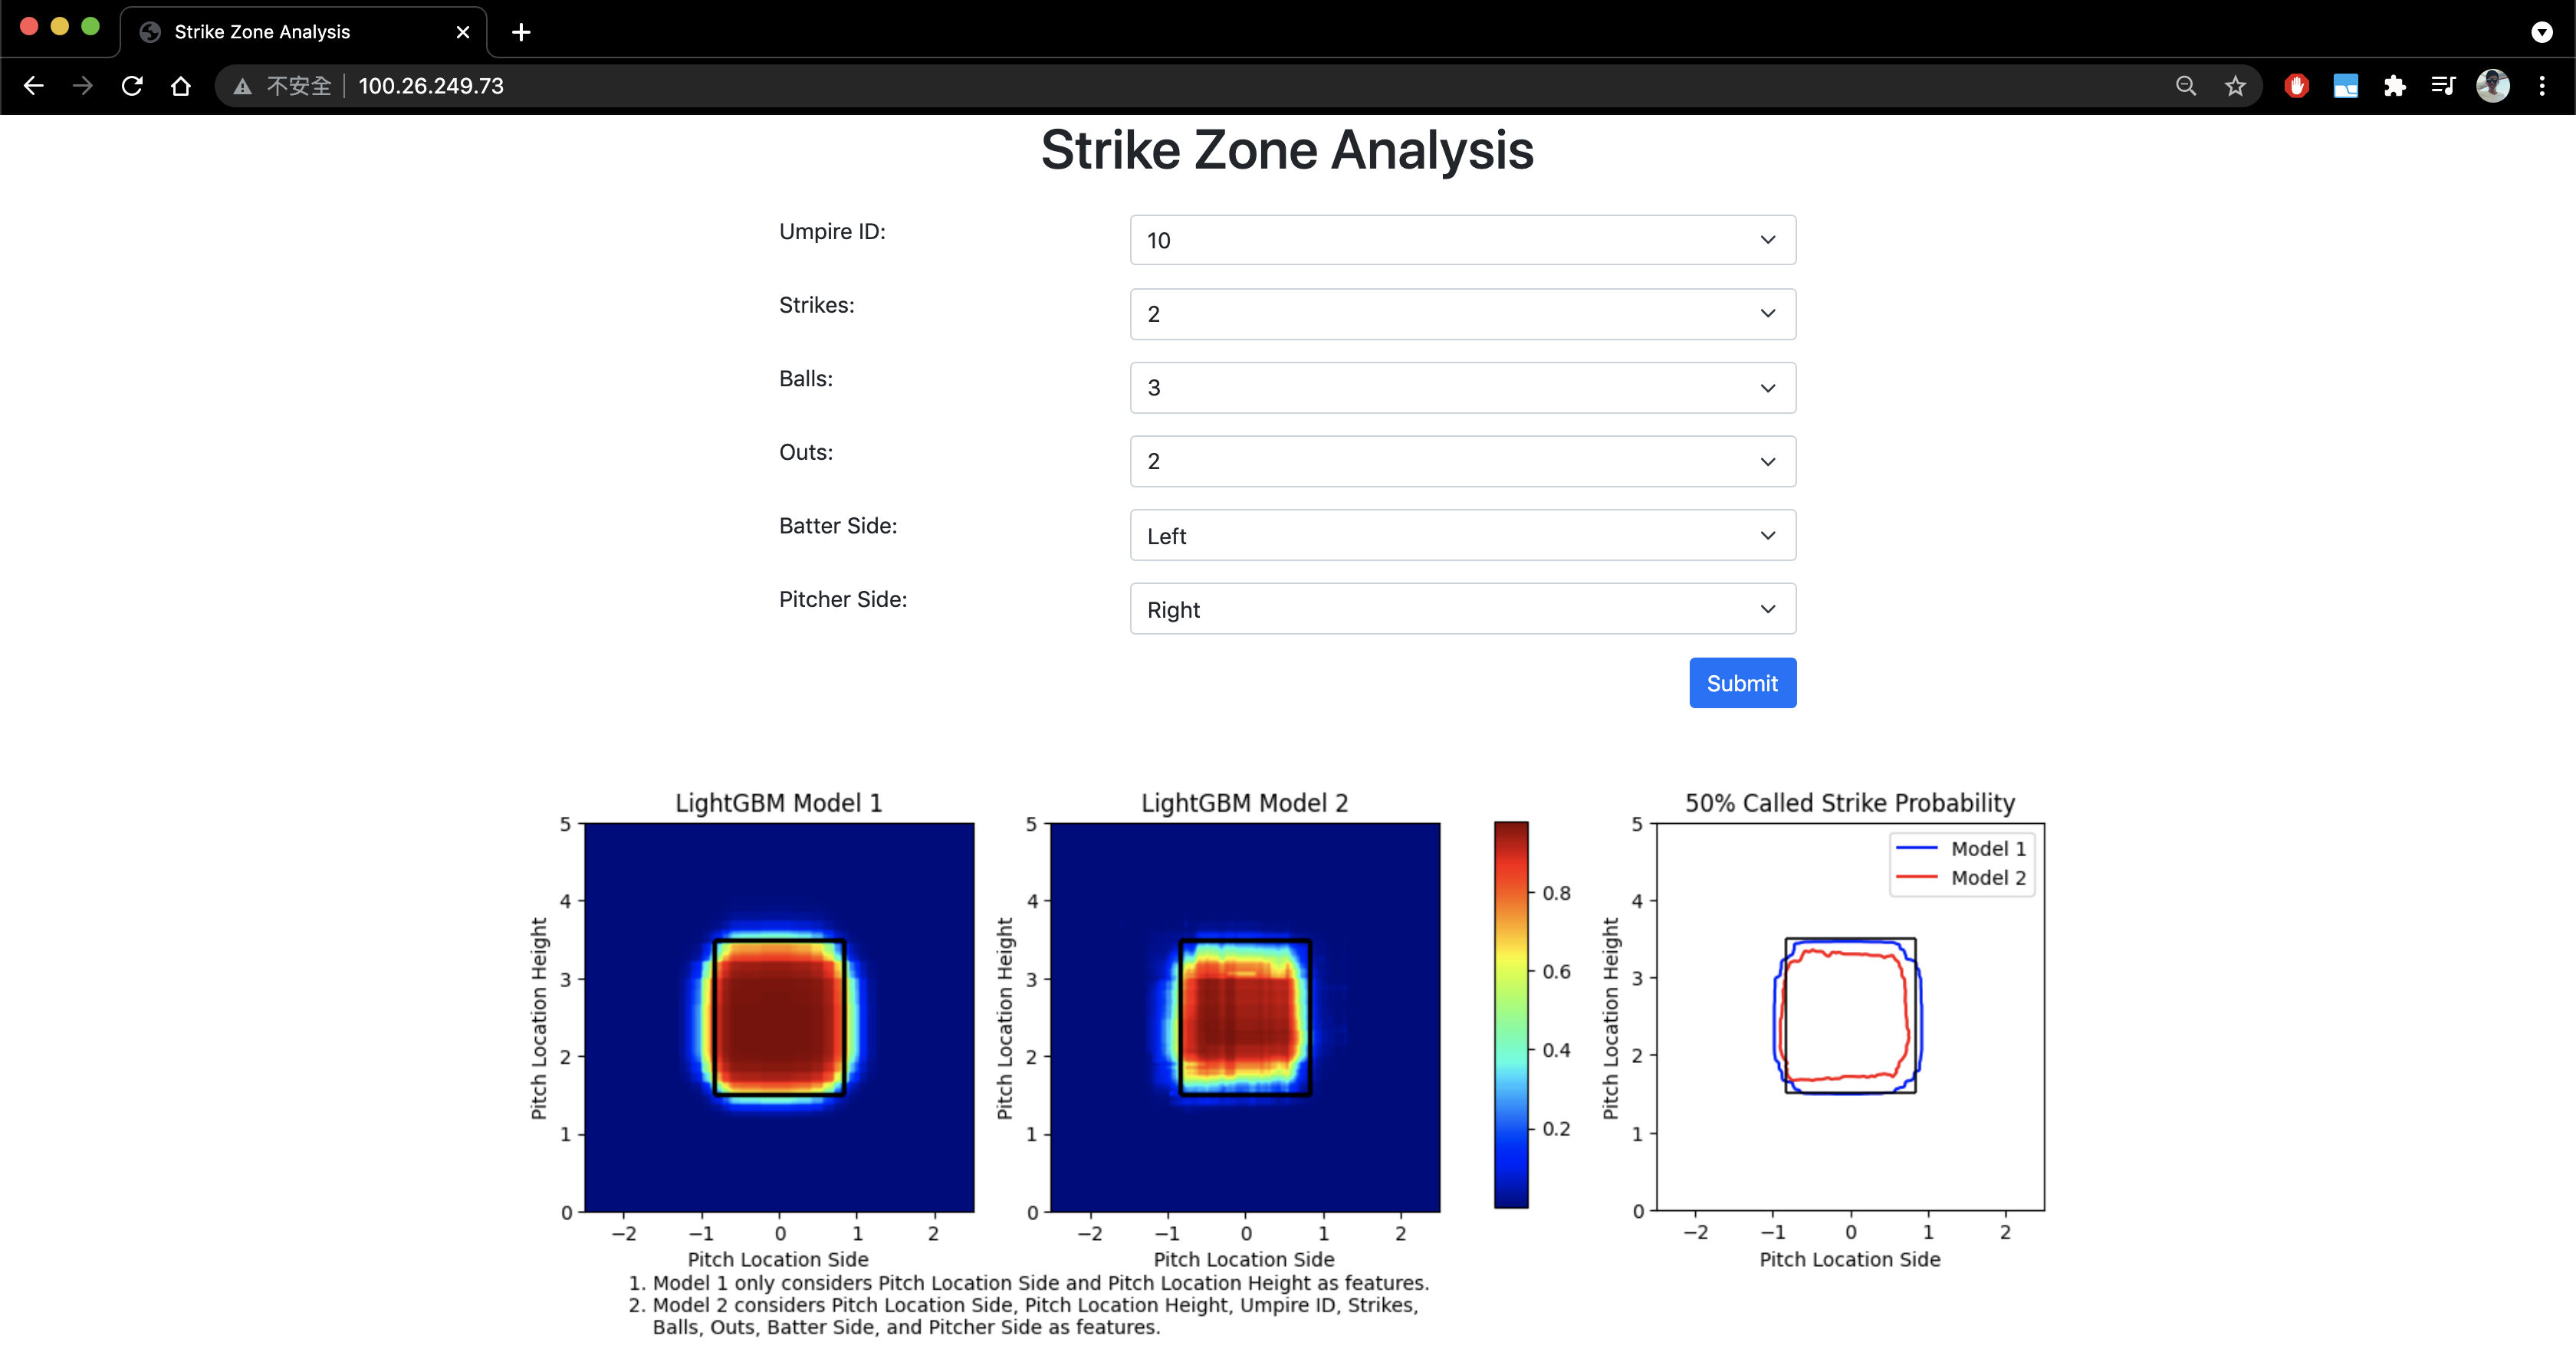 Strike Zone Analysis
不安全 100.26.249.73
Strike Zone Analysis
Umpire ID: 10
Strikes: 2
Balls: 3
Outs: 2
Batter Side: Left
Pitcher Side: Right
Submit
LightGBM Model 1
Pitch Location Height
5
4
3
2
1
0
−2 −1 0 1 2
Pitch Location Side
LightGBM Model 2
Pitch Location Height
5
4
3
2
1
0
−2 −1 0 1 2
Pitch Location Side
0.8
0.6
0.4
0.2
50% Called Strike Probability
Model 1
Model 2
Pitch Location Height
5
4
3
2
1
0
−2 −1 0 1 2
Pitch Location Side
1. Model 1 only considers Pitch Location Side and Pitch Location Height as features.
2. Model 2 considers Pitch Location Side, Pitch Location Height, Umpire ID, Strikes,
Balls, Outs, Batter Side, and Pitcher Side as features.